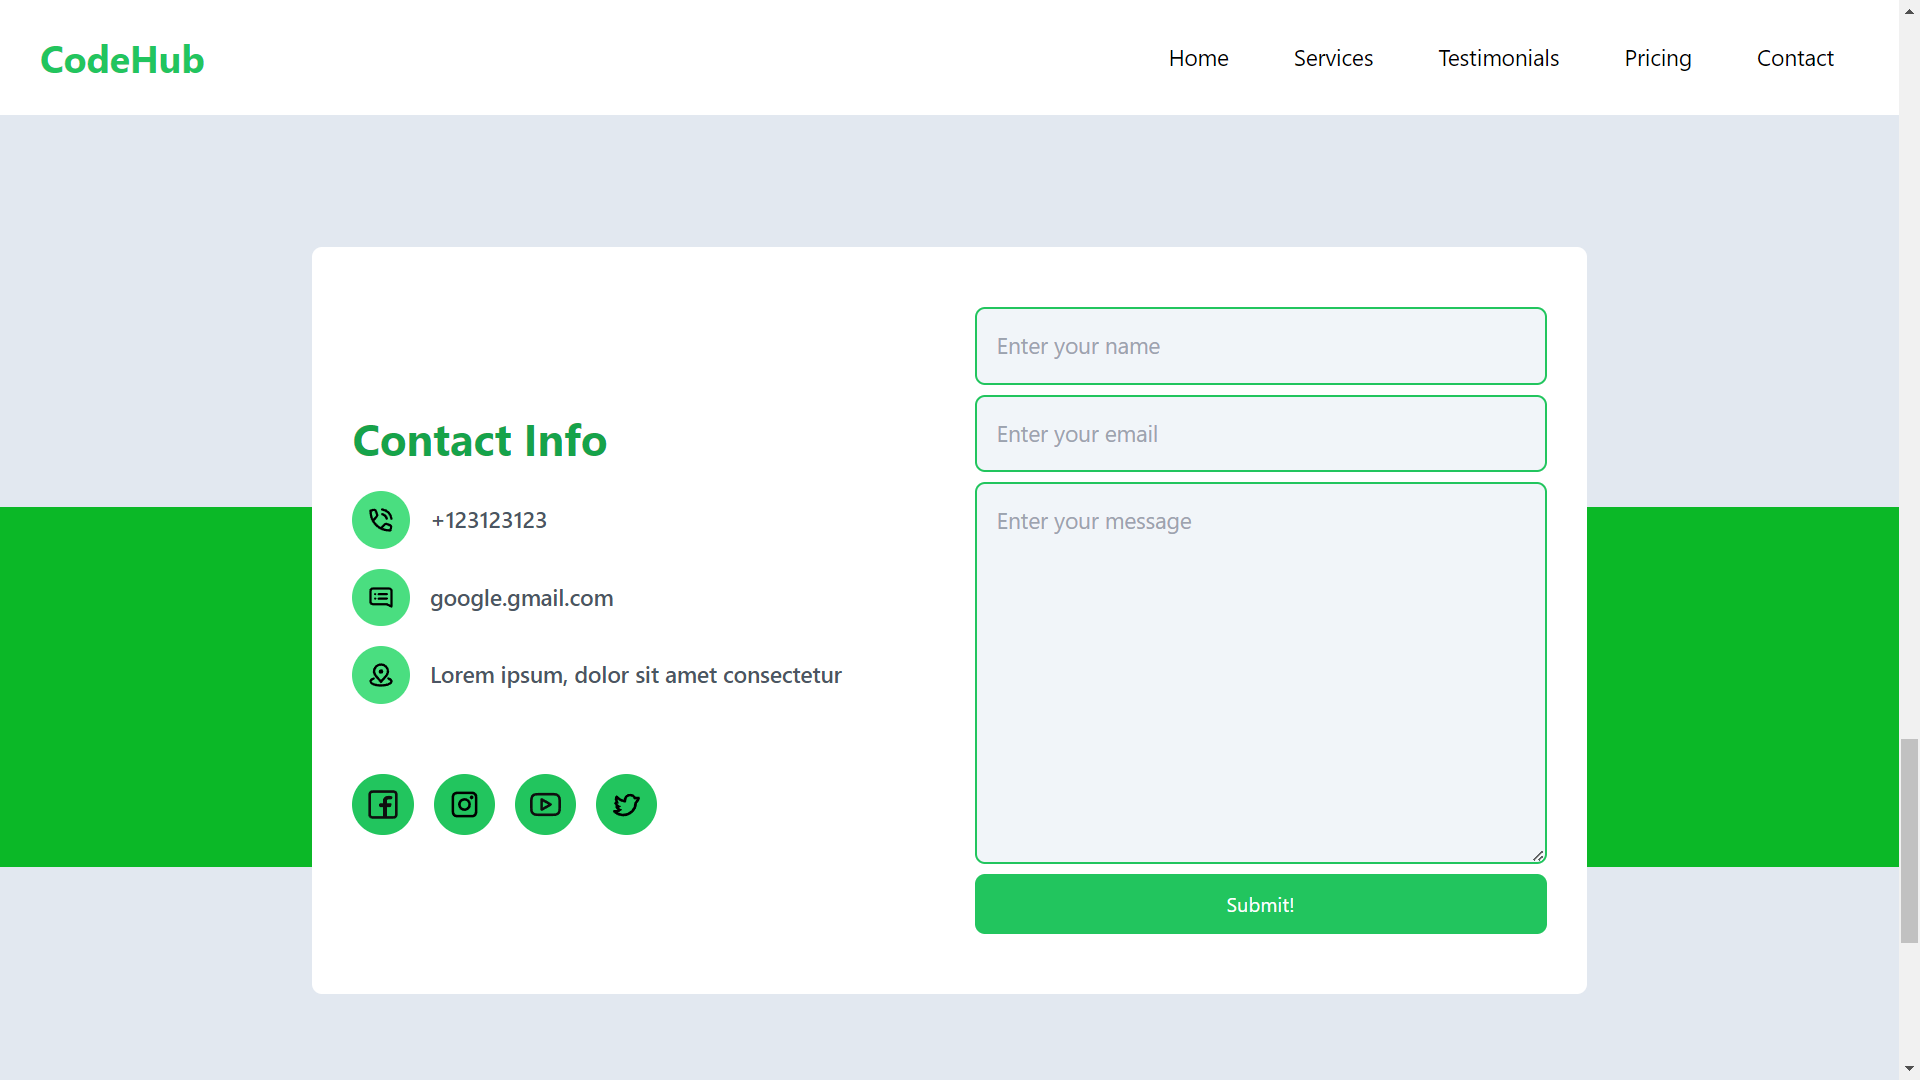 CodeHub
Home Services Testimonials Pricing Contact
Contact Info
+123123123
google.gmail.com
Lorem ipsum, dolor sit amet consectetur
Enter your name
Enter your email
Enter your message
Submit!